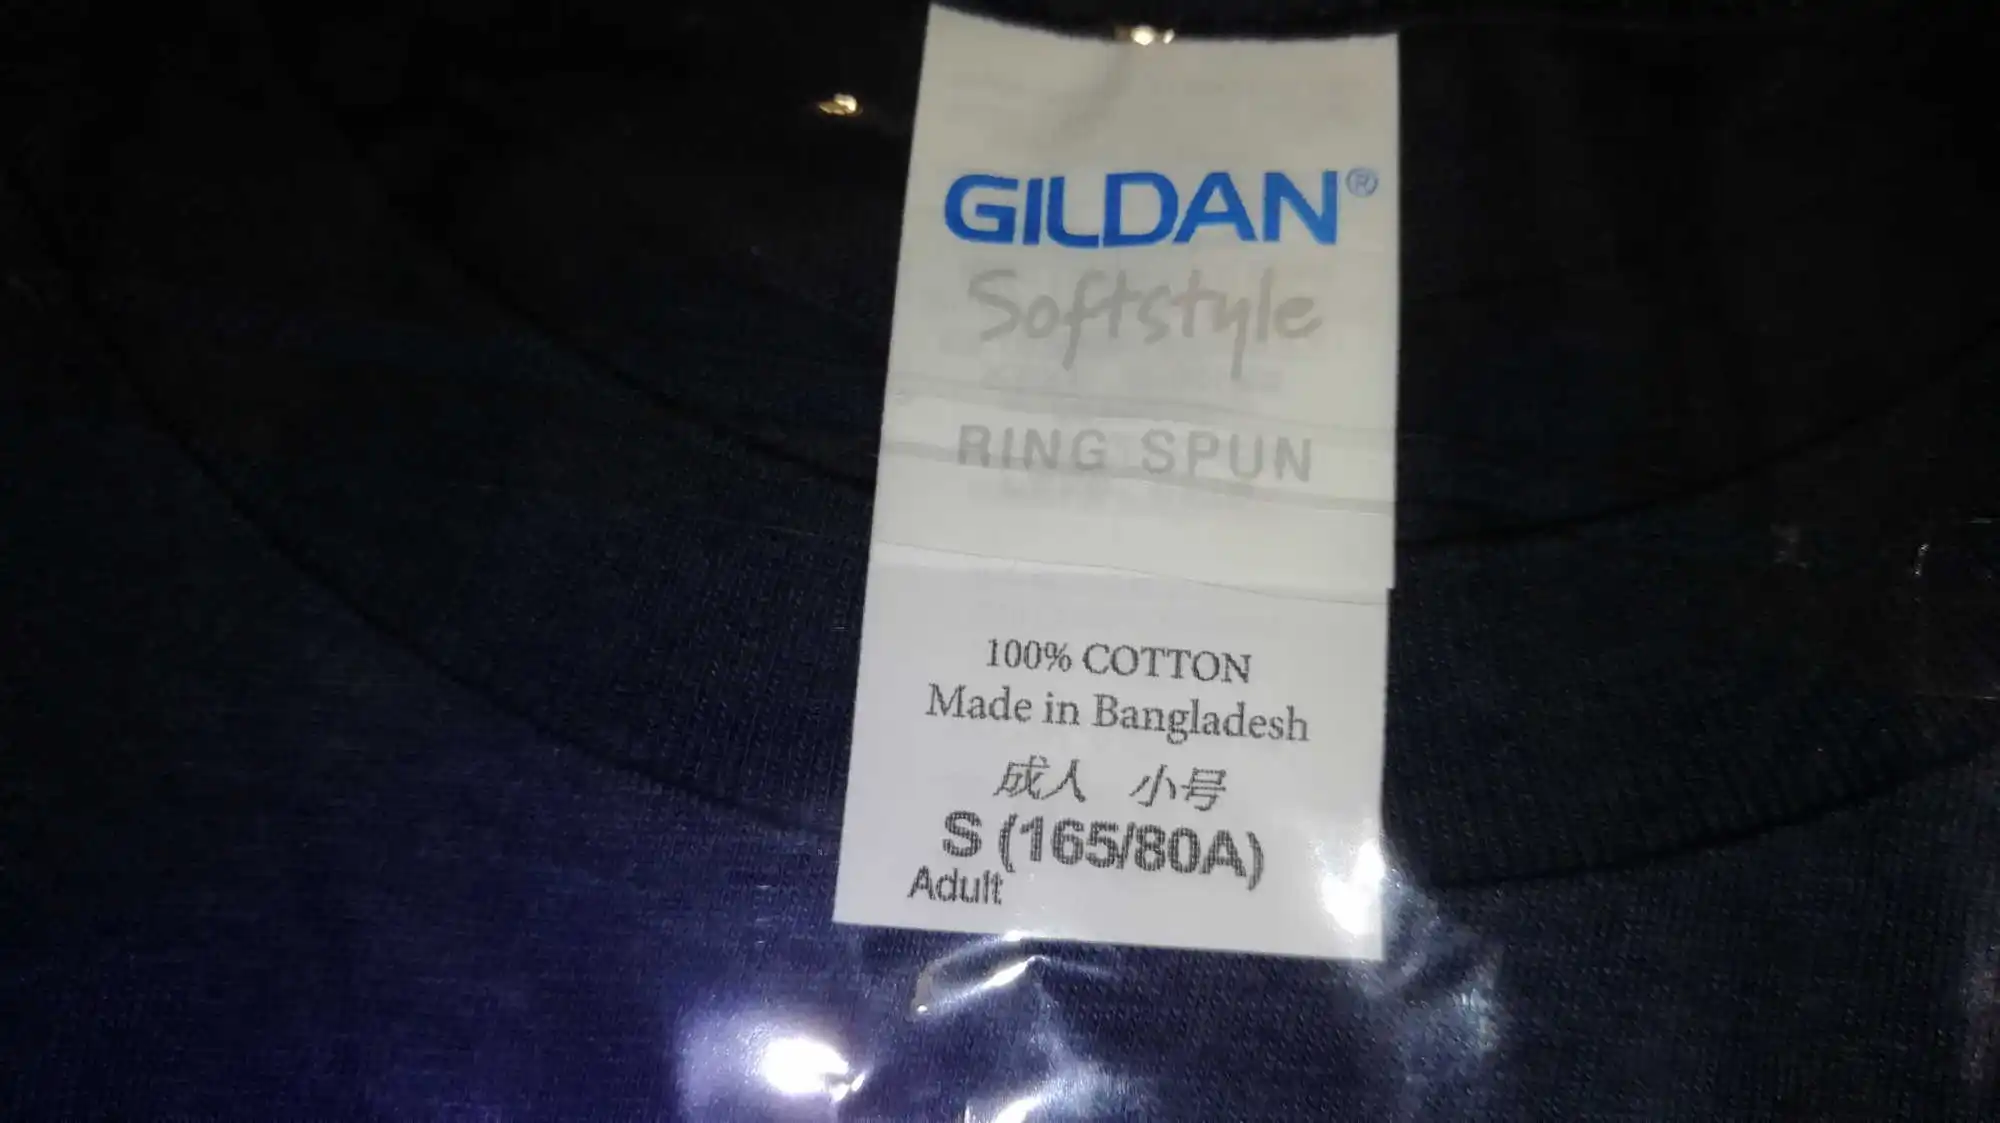 GILDAN®
Softstyle
RING SPUN
100% COTTON
Made in Bangladesh
成人 小号
S (165/80A)
Adult